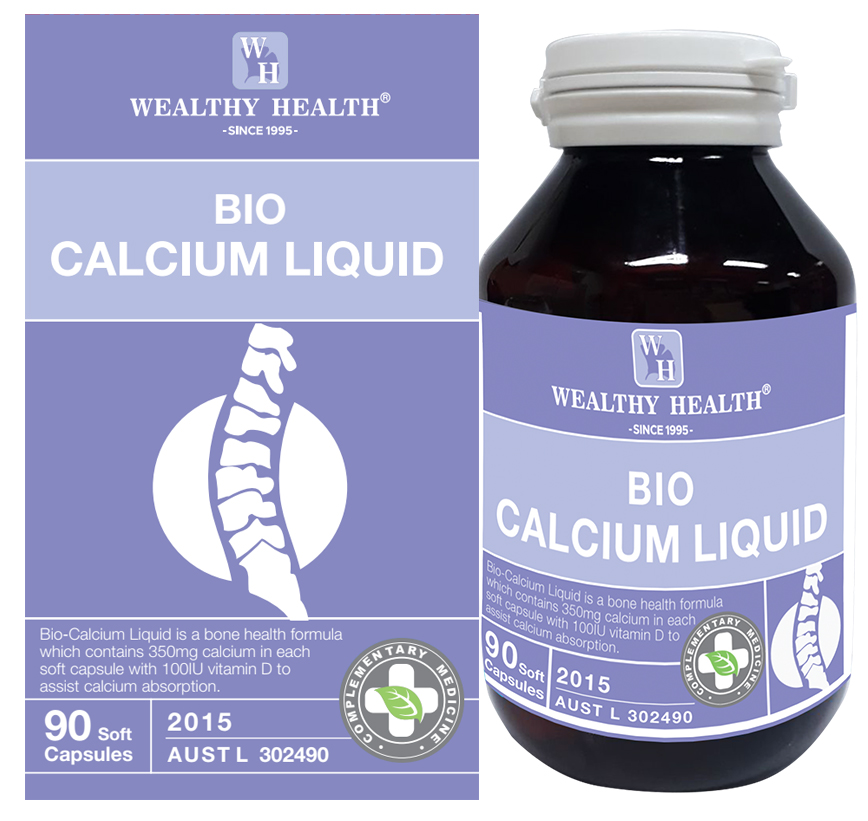 W
H
WEALTHY HEALTH®
-SINCE 1995-
BIO
CALCIUM LIQUID
Bio-Calcium Liquid is a bone health formula
which contains 350mg calcium in each
soft capsule with 100IU vitamin D to
assist calcium absorption.
90 Soft
Capsules
2015
AUST L 302490
• COMPLEMENTARY MEDICINE •
W
H
WEALTHY HEALTH®
-SINCE 1995-
BIO
CALCIUM LIQUID
Bio-Calcium Liquid is a bone health formula
which contains 350mg calcium in each
soft capsule with 100IU vitamin D to
assist calcium absorption.
90 Soft
Capsules
2015
AUST L 302490
• COMPLEMENTARY MEDICINE •